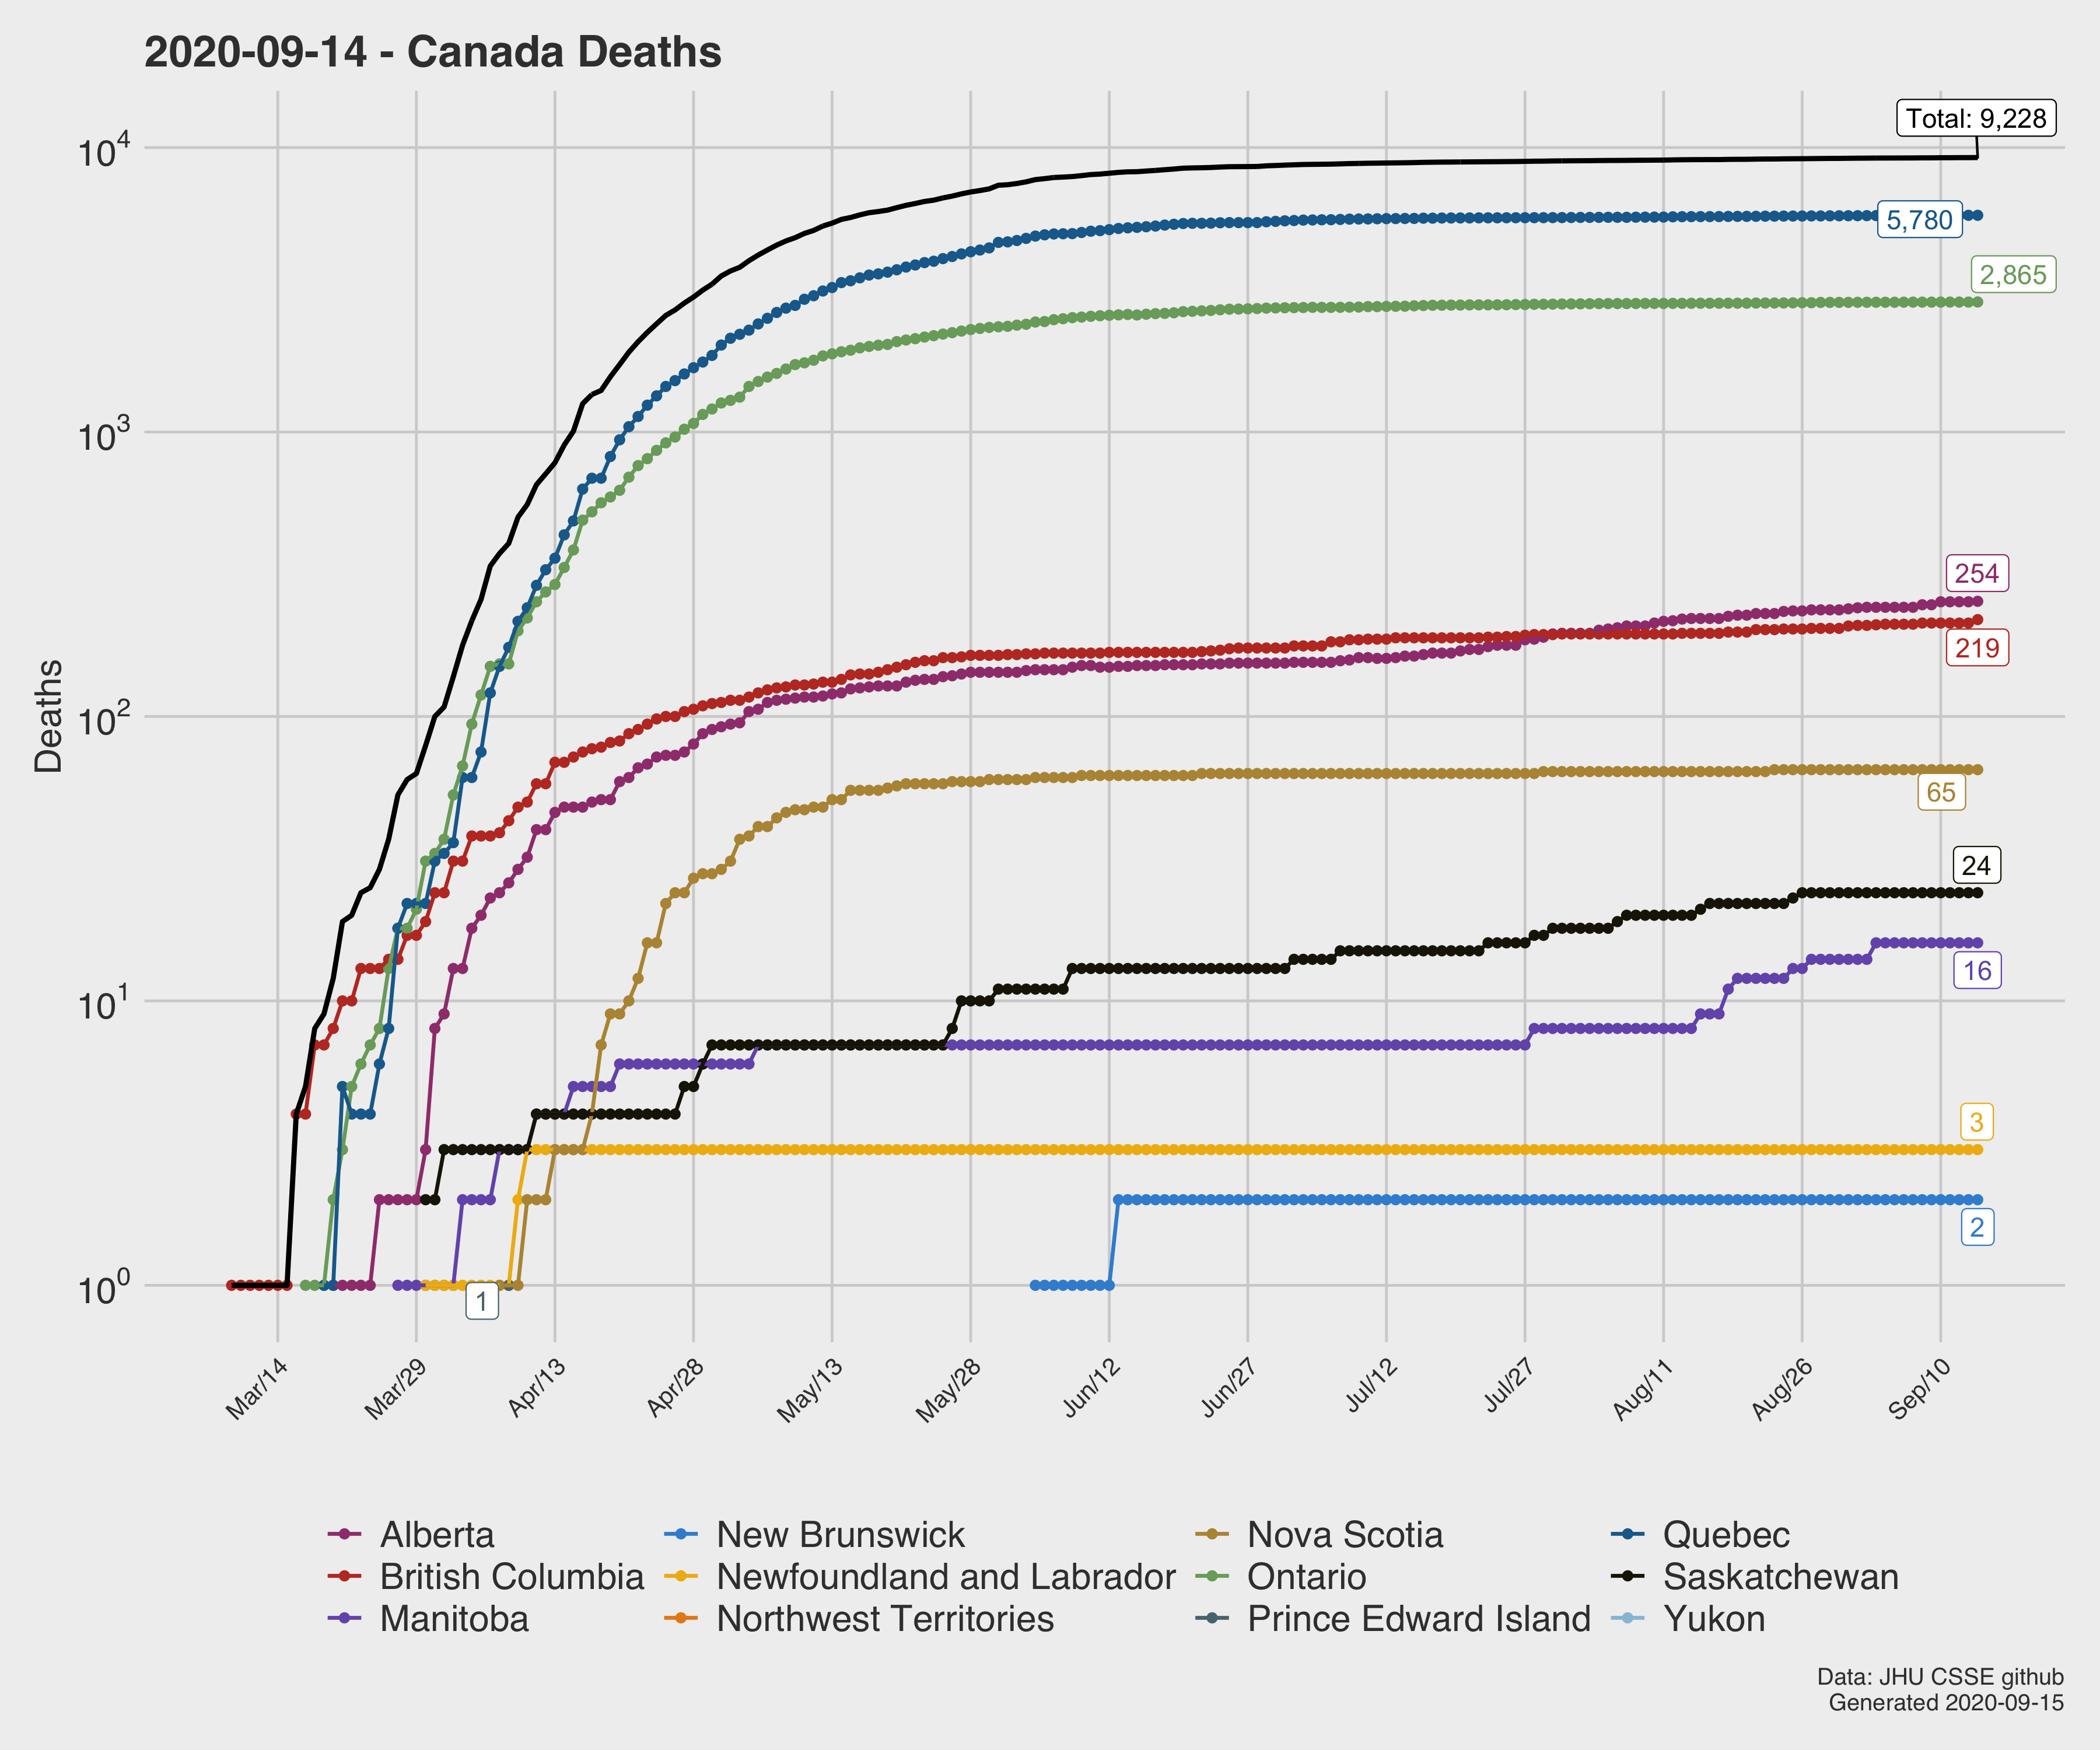 2020-09-14 - Canada Deaths
Total: 9,228
10^4
5,780
2,865
10^3
254
219
Deaths
10^2
65
24
16
10^1
3
2
10^0
1
Mar/14 Mar/29 Apr/13 Apr/28 May/13 May/28 Jun/12 Jun/27 Jul/12 Jul/27 Aug/11 Aug/26 Sep/10
Alberta New Brunswick Nova Scotia Quebec
British Columbia Newfoundland and Labrador Ontario Saskatchewan
Manitoba Northwest Territories Prince Edward Island Yukon
Data: JHU CSSE github
Generated 2020-09-15